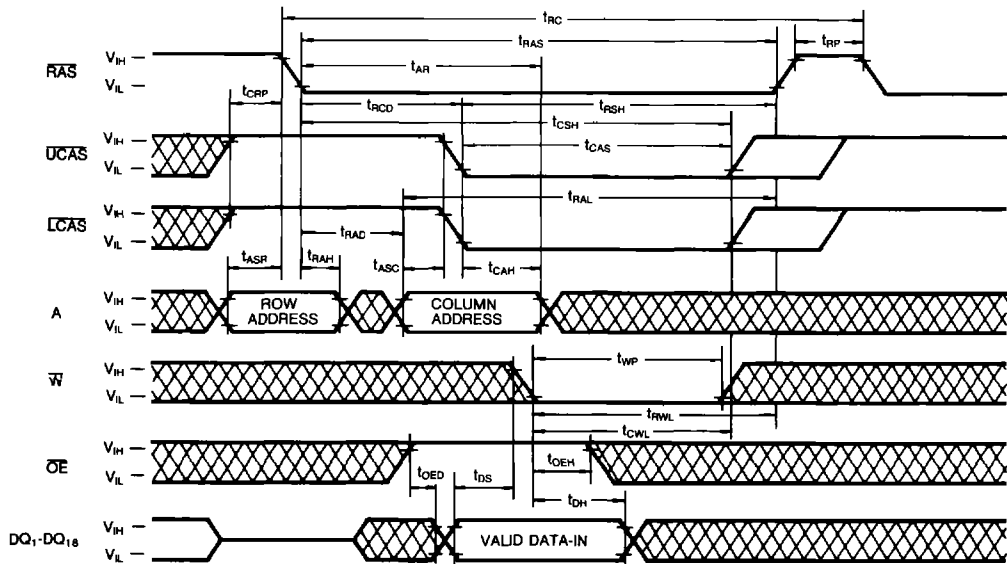 tRC
tRAS
tRP
tAR
RAS
VIH
VIL
tCRP
tRCD
tRSH
tCSH
UCAS
VIH
VIL
tCAS
tRAL
LCAS
VIH
VIL
tRAD
tASR
tRAH
tASC
tCAH
A
VIH
VIL
ROW ADDRESS
COLUMN ADDRESS
W
VIH
VIL
tWP
tRWL
tCWL
OE
VIH
VIL
tOEH
tOED
tDS
tDH
DQ1-DQ18
VIH
VIL
VALID DATA-IN